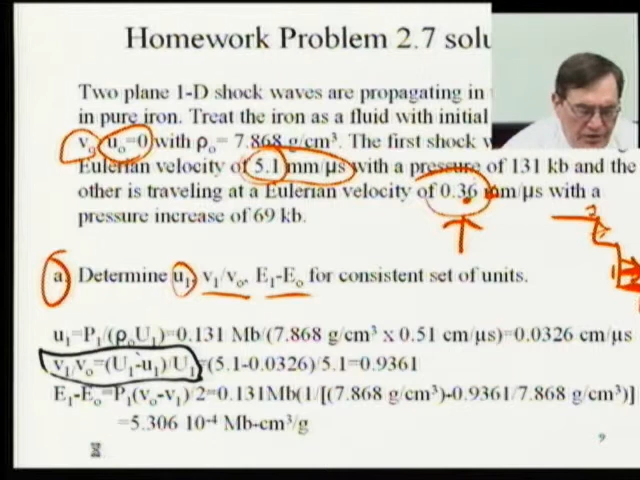 Homework Problem 2.7 solu
Two plane 1-D shock waves are propagating in
in pure iron. Treat the iron as a fluid with initial
v₀, u₀=0 with ρ₀= 7.868 g/cm³. The first shock w
Eulerian velocity of 5.1 mm/μs with a pressure of 131 kb and the
other is traveling at a Eulerian velocity of 0.36 mm/μs with a
pressure increase of 69 kb.
a. Determine u₁, v₁/v₀, E₁-E₀ for consistent set of units.
u₁=P₁/(ρ₀U₁)=0.131 Mb/(7.868 g/cm³ x 0.51 cm/μs)=0.0326 cm/μs
v₁/v₀=(U₁-u₁)/U₁=(5.1-0.0326)/5.1=0.9361
E₁-E₀=P₁(v₀-v₁)/2=0.131Mb(1/[(7.868 g/cm³)-0.9361/7.868 g/cm³)]
=5.306 10⁻⁴ Mb-cm³/g
9